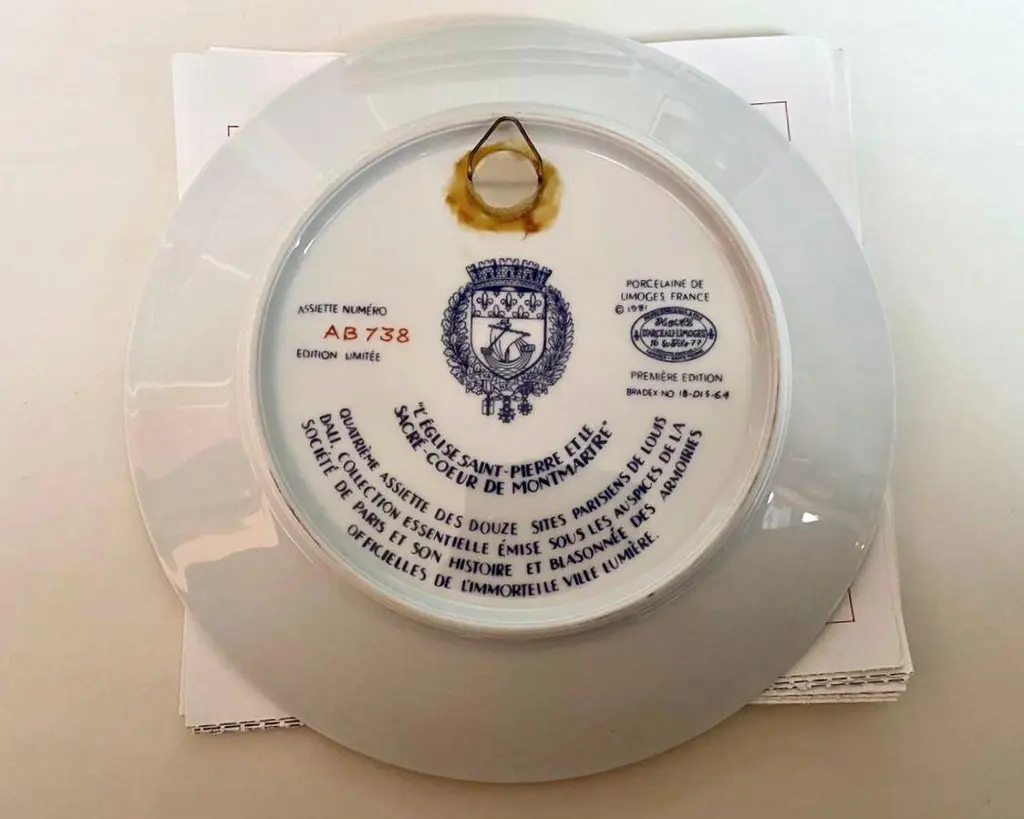 ASSIETTE NUMÉRO
AB 738
EDITION LIMITÉE
PORCELAINE DE
LIMOGES FRANCE
© 1981
D'ARCEAU-LIMOGES
PREMIÈRE EDITION
BRADEX NO 18-D15-6.4
"L'ÉGLISE SAINT-PIERRE ET LE
SACRÉ-COEUR DE MONTMARTRE"
QUATRIÈME ASSIETTE DES DOUZE SITES PARISIENS DE LOUIS
DALI, COLLECTION ESSENTIELLE ÉMISE SOUS LES AUSPICES DE LA
SOCIÉTÉ DE PARIS ET SON HISTOIRE ET BLASONNÉE DES ARMOIRIES
OFFICIELLES DE L'IMMORTELLE VILLE LUMIÈRE.